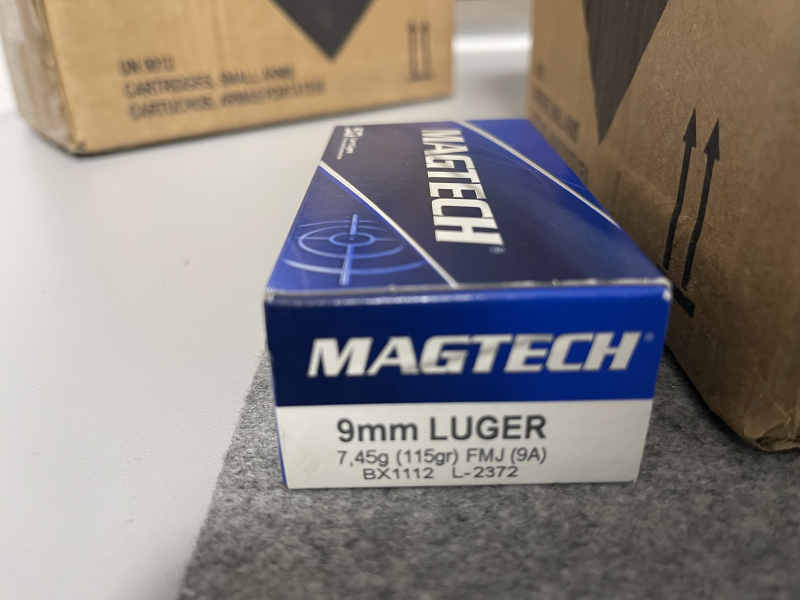 UN 0012
CARTRIDGES, SMALL ARMS
MAGTECH
MAGTECH
9mm LUGER
7,45g (115gr) FMJ (9A)
BX1112 L-2372